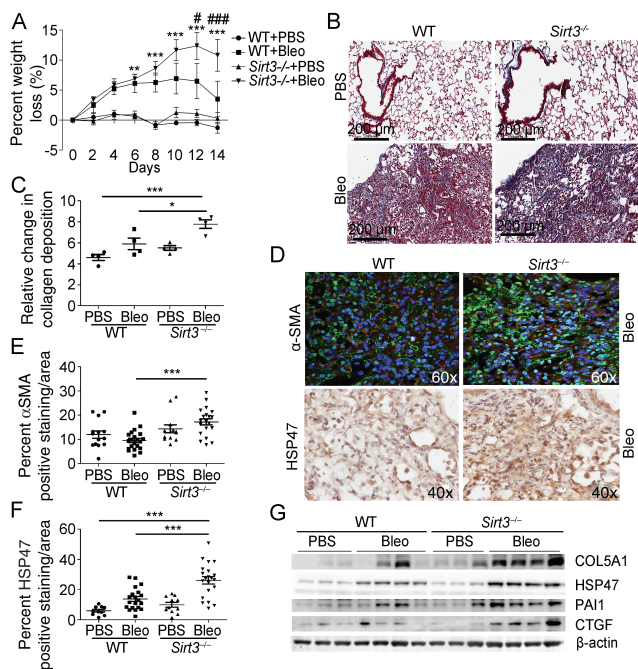 A
Percent weight
loss (%)
15
10
5
0
-5
0 2 4 6 8 10 12 14
Days
** *** *** *** ***
# ###
WT+PBS
WT+Bleo
Sirt3-/-+PBS
Sirt3-/-+Bleo
B
WT Sirt3-/-
PBS
200 µm 200 µm
Bleo
200 µm 200 µm
C
Relative change in
collagen deposition
***
*
10
8
6
4
2
0
PBS Bleo PBS Bleo
WT Sirt3–/–
D
WT Sirt3–/–
α-SMA
60x 60x
Bleo
HSP47
40x 40x
Bleo
E
Percent αSMA
positive staining/area
***
40
30
20
10
0
PBS Bleo PBS Bleo
WT Sirt3–/–
F
Percent HSP47
positive staining/area
***
***
60
40
20
0
PBS Bleo PBS Bleo
WT Sirt3–/–
G
WT Sirt3–/–
PBS Bleo PBS Bleo
COL5A1
HSP47
PAI1
CTGF
β-actin